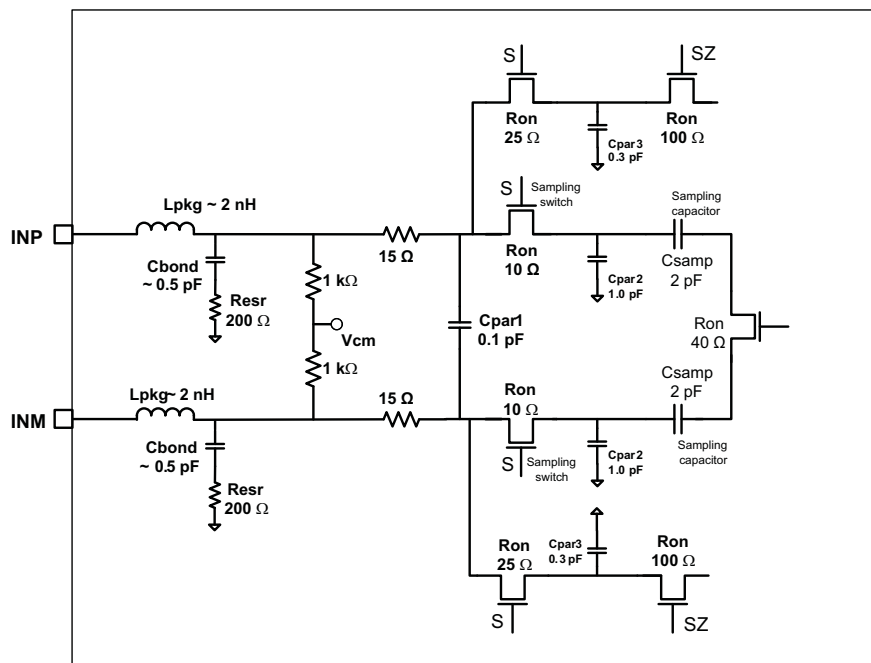 S
SZ
Ron
25 Ω
Cpar3
0.3 pF
Ron
100 Ω
S
Sampling
switch
Sampling
capacitor
Lpkg ~ 2 nH
INP
15 Ω
Ron
10 Ω
Cpar2
1.0 pF
Csamp
2 pF
Cbond
~ 0.5 pF
1 kΩ
Resr
200 Ω
Vcm
Cpar1
0.1 pF
Ron
40 Ω
1 kΩ
Lpkg~ 2 nH
15 Ω
Ron
10 Ω
Csamp
2 pF
INM
Cbond
~ 0.5 pF
S
Sampling
switch
Cpar2
1.0 pF
Sampling
capacitor
Resr
200 Ω
Ron
25 Ω
Cpar3
0.3 pF
Ron
100 Ω
S
SZ